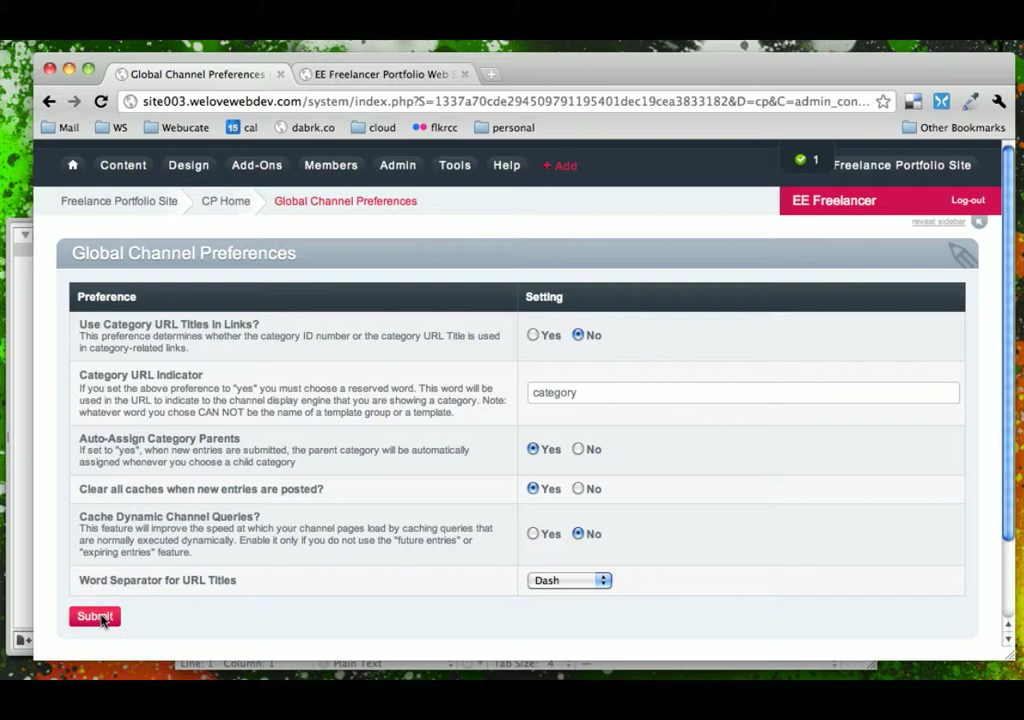 Global Channel Preferences
EE Freelancer Portfolio Web S
site003.welovewebdev.com/system/index.php?S=1337a70cde294509791195401dec19cea3833182&D=cp&C=admin_con...
Mail
WS
Webucate
15 cal
dabrk.co
cloud
flkrcc
personal
Other Bookmarks
Content
Design
Add-Ons
Members
Admin
Tools
Help
+ Add
1
Freelance Portfolio Site
Freelance Portfolio Site
CP Home
Global Channel Preferences
EE Freelancer
Log-out
reveal sidebar
Global Channel Preferences
Preference
Setting
Use Category URL Titles In Links?
This preference determines whether the category ID number or the category URL Title is used
in category-related links.
Yes
No
Category URL Indicator
If you set the above preference to "yes" you must choose a reserved word. This word will be
used in the URL to indicate to the channel display engine that you are showing a category. Note:
whatever word you chose CAN NOT be the name of a template group or a template.
category
Auto-Assign Category Parents
If set to "yes", when new entries are submitted, the parent category will be automatically
assigned whenever you choose a child category
Yes
No
Clear all caches when new entries are posted?
Yes
No
Cache Dynamic Channel Queries?
This feature will improve the speed at which your channel pages load by caching queries that
are normally executed dynamically. Enable it only if you do not use the "future entries" or
"expiring entries" feature.
Yes
No
Word Separator for URL Titles
Dash
Submit
Line: 1 Column: 1
Plain Text
Tab Size: 4